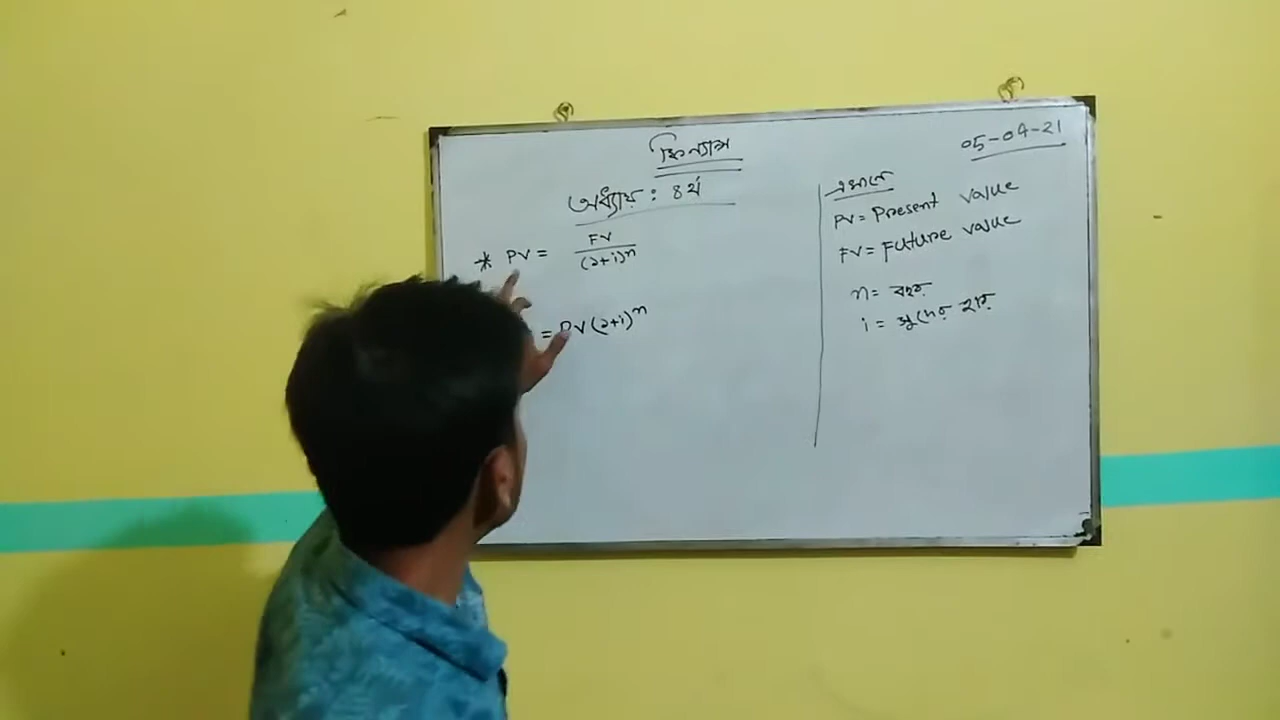 ফিন্যান্স
05-04-21
অধ্যায় : ৪র্থ
* PV = FV / (১+i)^n
= PV (১+i)^n
এখানে
PV = Present value
FV = Future value
n = বছর
i = সুদের হার